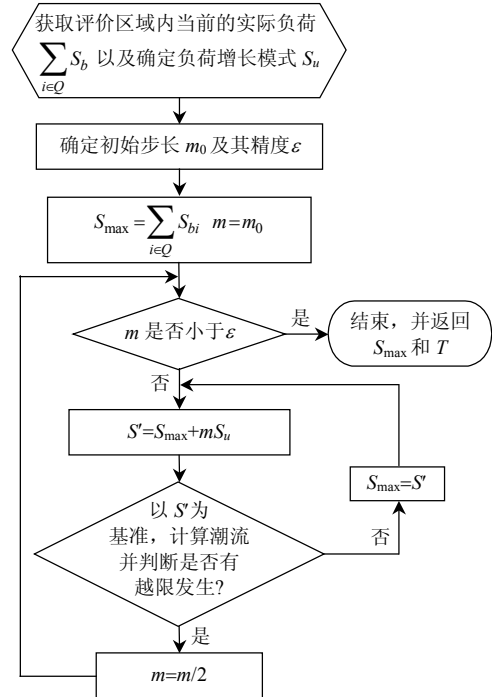 获取评价区域内当前的实际负荷
∑ S_b 以及确定负荷增长模式 S_u
i∈Q
确定初始步长 m_0 及其精度ε
S_max=∑ S_bi m=m_0
i∈Q
m 是否小于ε
是
结束，并返回
S_max 和 T
否
S′=S_max+mS_u
S_max=S′
以 S′为
基准，计算潮流
并判断是否有
越限发生?
否
是
m=m/2